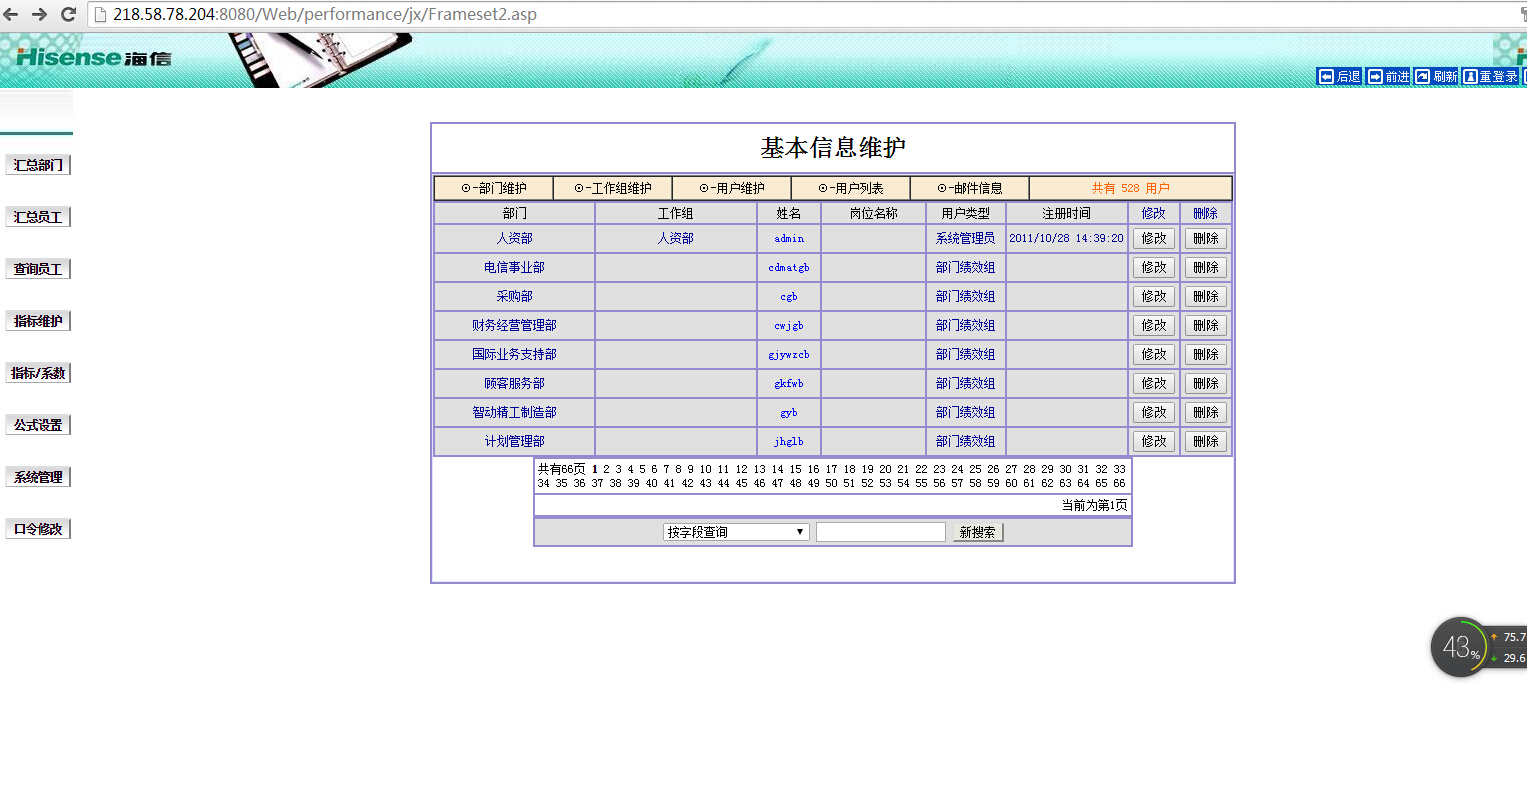 218.58.78.204:8080/Web/performance/jx/Frameset2.asp
Hisense 海信
后退 前进 刷新 重登录
汇总部门
汇总员工
查询员工
指标维护
指标/系数
公式设置
系统管理
口令修改
基本信息维护
⊙-部门维护 ⊙-工作组维护 ⊙-用户维护 ⊙-用户列表 ⊙-邮件信息 共有 528 用户
部门 工作组 姓名 岗位名称 用户类型 注册时间 修改 删除
人资部 人资部 admin 系统管理员 2011/10/28 14:39:20 修改 删除
电信事业部 cdmatgb 部门绩效组 修改 删除
采购部 cgb 部门绩效组 修改 删除
财务经营管理部 cwjgb 部门绩效组 修改 删除
国际业务支持部 gjywzcb 部门绩效组 修改 删除
顾客服务部 gkfwb 部门绩效组 修改 删除
智动精工制造部 gyb 部门绩效组 修改 删除
计划管理部 jhglb 部门绩效组 修改 删除
共有66页 1 2 3 4 5 6 7 8 9 10 11 12 13 14 15 16 17 18 19 20 21 22 23 24 25 26 27 28 29 30 31 32 33
34 35 36 37 38 39 40 41 42 43 44 45 46 47 48 49 50 51 52 53 54 55 56 57 58 59 60 61 62 63 64 65 66
当前为第1页
按字段查询 新搜索
43% 75.7
29.6